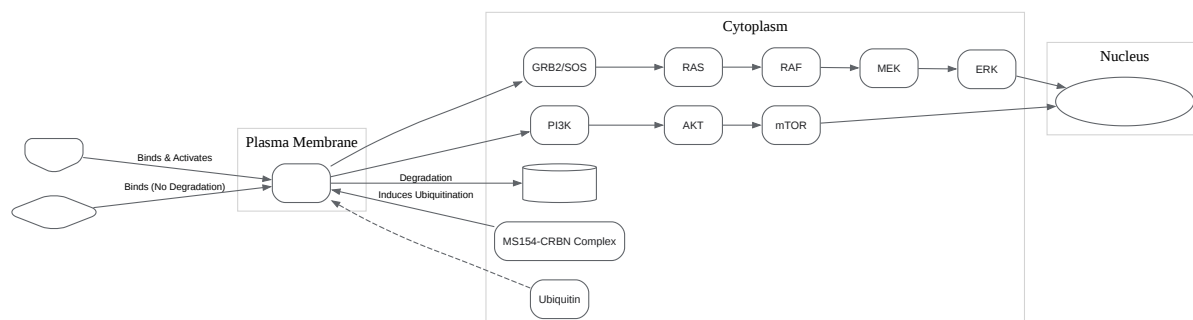 Cytoplasm
Nucleus
GRB2/SOS
RAS
RAF
MEK
ERK
PI3K
AKT
mTOR
Plasma Membrane
Binds & Activates
Binds (No Degradation)
Degradation
Induces Ubiquitination
MS154-CRBN Complex
Ubiquitin